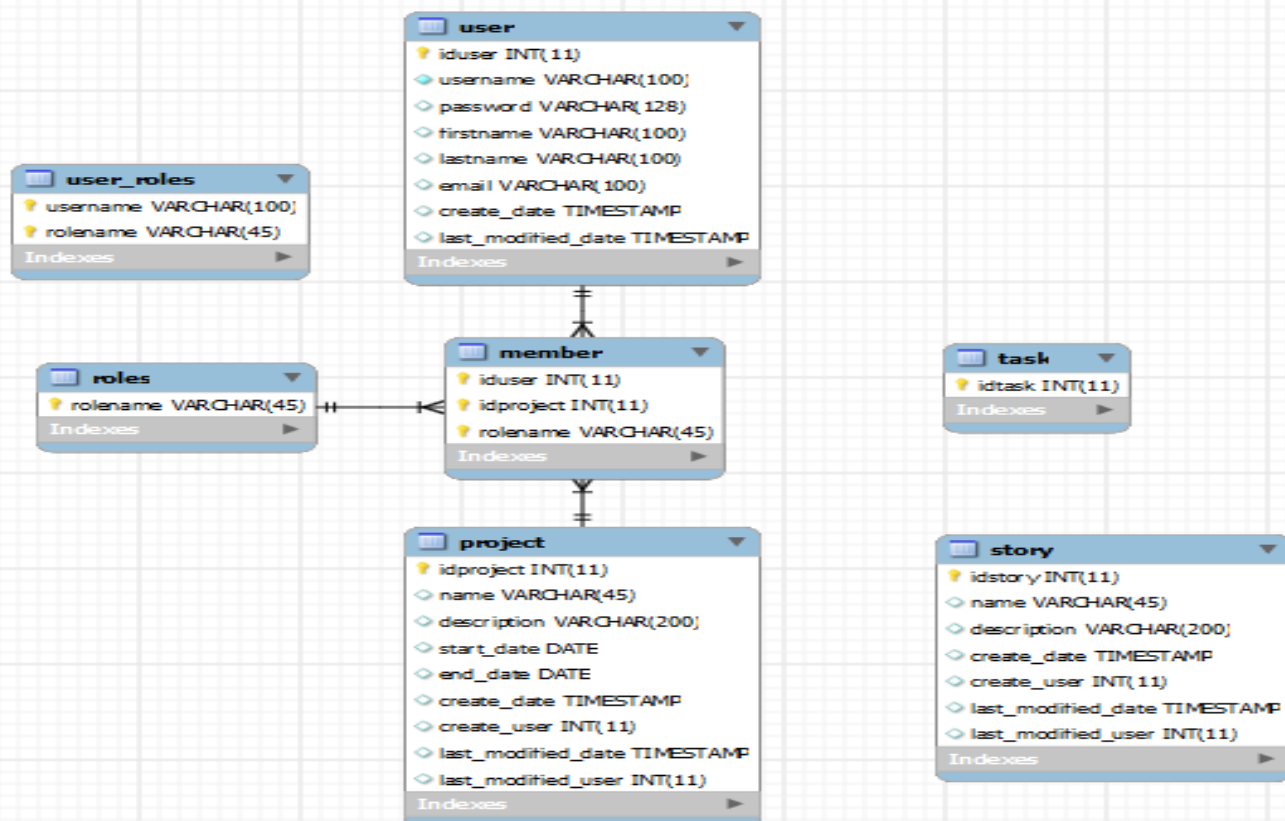 user
iduser INT(11)
username VARCHAR(100)
password VARCHAR(128)
firstname VARCHAR(100)
lastname VARCHAR(100)
email VARCHAR(100)
create_date TIMESTAMP
last_modified_date TIMESTAMP
Indexes
user_roles
username VARCHAR(100)
rolename VARCHAR(45)
Indexes
roles
rolename VARCHAR(45)
Indexes
member
iduser INT(11)
idproject INT(11)
rolename VARCHAR(45)
Indexes
task
idtask INT(11)
Indexes
project
idproject INT(11)
name VARCHAR(45)
description VARCHAR(200)
start_date DATE
end_date DATE
create_date TIMESTAMP
create_user INT(11)
last_modified_date TIMESTAMP
last_modified_user INT(11)
Indexes
story
idstory INT(11)
name VARCHAR(45)
description VARCHAR(200)
create_date TIMESTAMP
create_user INT(11)
last_modified_date TIMESTAMP
last_modified_user INT(11)
Indexes